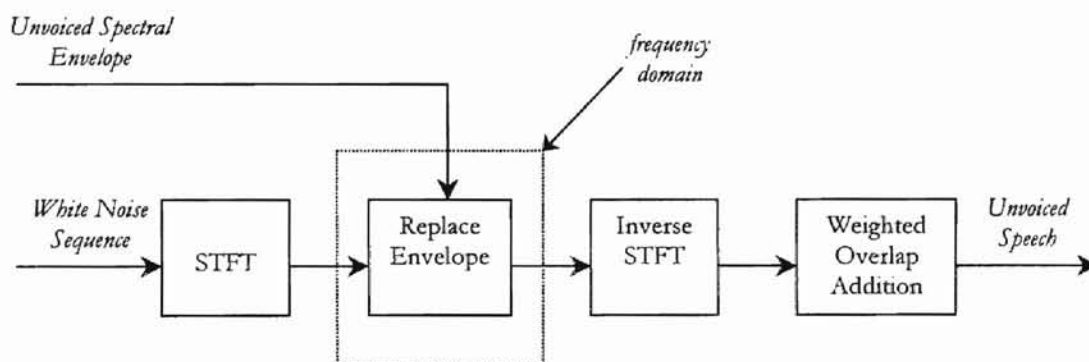 Unvoiced Spectral
Envelope
frequency
domain
White Noise
Sequence
STFT
Replace
Envelope
Inverse
STFT
Weighted
Overlap
Addition
Unvoiced
Speech